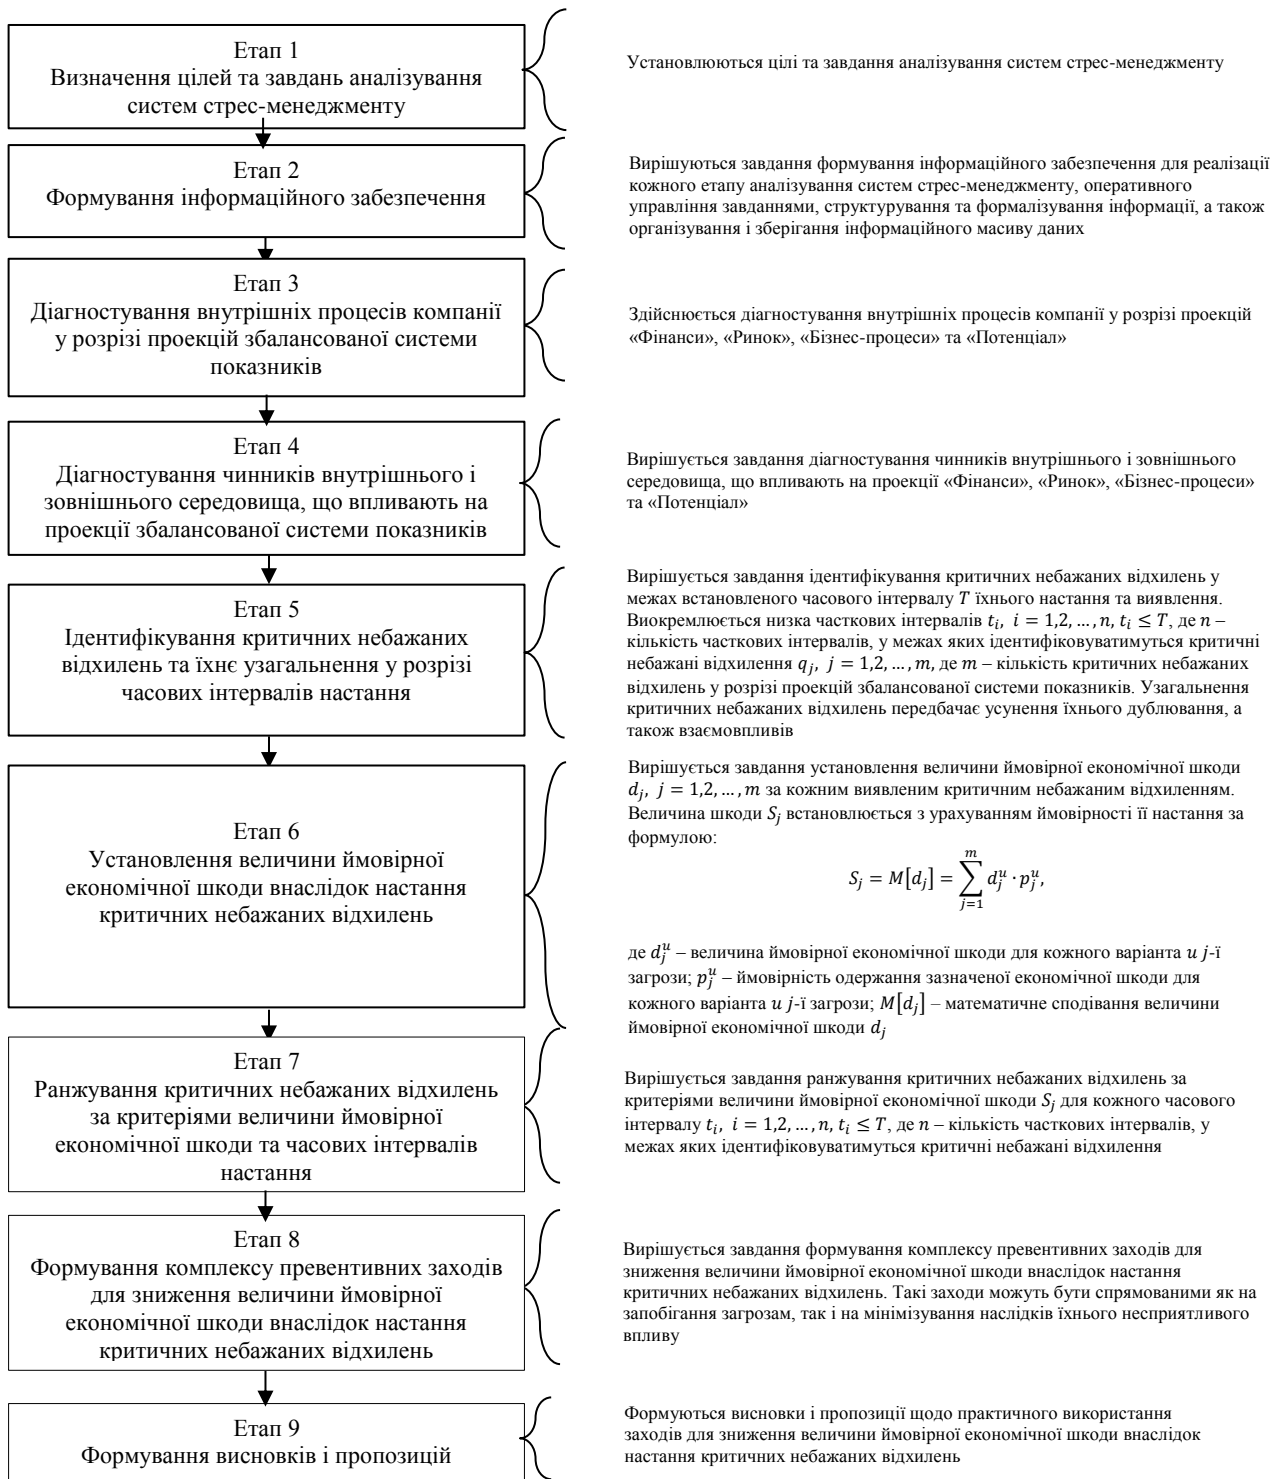 Етап 1
Визначення цілей та завдань аналізування
систем стрес-менеджменту
Установлюються цілі та завдання аналізування систем стрес-менеджменту
Етап 2
Формування інформаційного забезпечення
Вирішуються завдання формування інформаційного забезпечення для реалізації
кожного етапу аналізування систем стрес-менеджменту, оперативного
управління завданнями, структурування та формалізування інформації, а також
організування і зберігання інформаційного масиву даних
Етап 3
Діагностування внутрішніх процесів компанії
у розрізі проекцій збалансованої системи
показників
Здійснюється діагностування внутрішніх процесів компанії у розрізі проекцій
«Фінанси», «Ринок», «Бізнес-процеси» та «Потенціал»
Етап 4
Діагностування чинників внутрішнього і
зовнішнього середовища, що впливають на
проекції збалансованої системи показників
Вирішується завдання діагностування чинників внутрішнього і зовнішнього
середовища, що впливають на проекції «Фінанси», «Ринок», «Бізнес-процеси»
та «Потенціал»
Етап 5
Ідентифікування критичних небажаних
відхилень та їхнє узагальнення у розрізі
часових інтервалів настання
Вирішується завдання ідентифікування критичних небажаних відхилень у
межах встановленого часового інтервалу T їхнього настання та виявлення.
Виокремлюється низка часткових інтервалів t_i, i = 1,2, … , n, t_i ≤ T, де n –
кількість часткових інтервалів, у межах яких ідентифіковуватимуться критичні
небажані відхилення q_j, j = 1,2, … , m, де m – кількість критичних небажаних
відхилень у розрізі проекцій збалансованої системи показників. Узагальнення
критичних небажаних відхилень передбачає усунення їхнього дублювання, а
також взаємовпливів
Етап 6
Установлення величини ймовірної
економічної шкоди внаслідок настання
критичних небажаних відхилень
Вирішується завдання установлення величини ймовірної економічної шкоди
d_j, j = 1,2, … , m за кожним виявленим критичним небажаним відхиленням.
Величина шкоди S_j встановлюється з урахуванням ймовірності її настання за
формулою:
S_j = M[d_j] = ∑_{j=1}^{m} d_j^u · p_j^u,
де d_j^u – величина ймовірної економічної шкоди для кожного варіанта u j-ї
загрози; p_j^u – ймовірність одержання зазначеної економічної шкоди для
кожного варіанта u j-ї загрози; M[d_j] – математичне сподівання величини
ймовірної економічної шкоди d_j
Етап 7
Ранжування критичних небажаних відхилень
за критеріями величини ймовірної
економічної шкоди та часових інтервалів
настання
Вирішується завдання ранжування критичних небажаних відхилень за
критеріями величини ймовірної економічної шкоди S_j для кожного часового
інтервалу t_i, i = 1,2, … , n, t_i ≤ T, де n – кількість часткових інтервалів, у
межах яких ідентифіковуватимуться критичні небажані відхилення
Етап 8
Формування комплексу превентивних заходів
для зниження величини ймовірної
економічної шкоди внаслідок настання
критичних небажаних відхилень
Вирішується завдання формування комплексу превентивних заходів для
зниження величини ймовірної економічної шкоди внаслідок настання
критичних небажаних відхилень. Такі заходи можуть бути спрямованими як на
запобігання загрозам, так і на мінімізування наслідків їхнього несприятливого
впливу
Етап 9
Формування висновків і пропозицій
Формуються висновки і пропозиції щодо практичного використання
заходів для зниження величини ймовірної економічної шкоди внаслідок
настання критичних небажаних відхилень